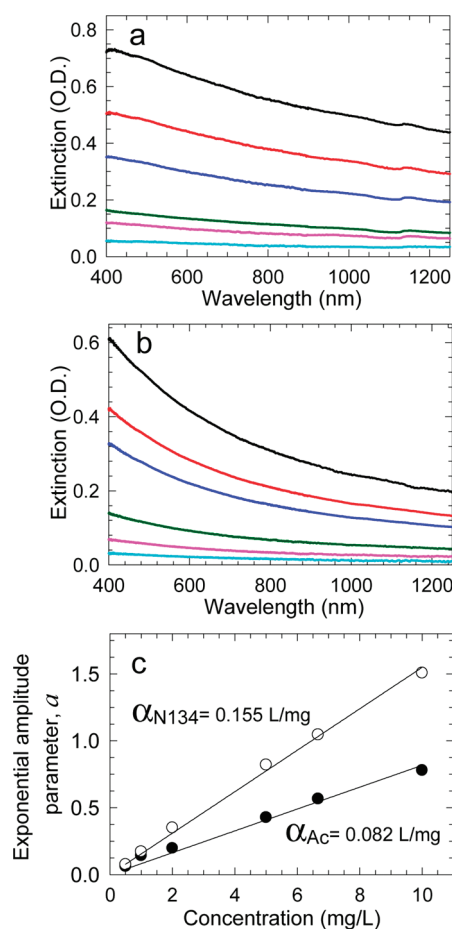 a
Extinction (O.D.)
0.8
0.6
0.4
0.2
0.0
400 600 800 1000 1200
Wavelength (nm)
b
Extinction (O.D.)
0.6
0.4
0.2
0.0
400 600 800 1000 1200
Wavelength (nm)
c
Exponential amplitude
parameter, a
1.5
1.0
0.5
0.0
αN134= 0.155 L/mg
αAc= 0.082 L/mg
0 2 4 6 8 10
Concentration (mg/L)